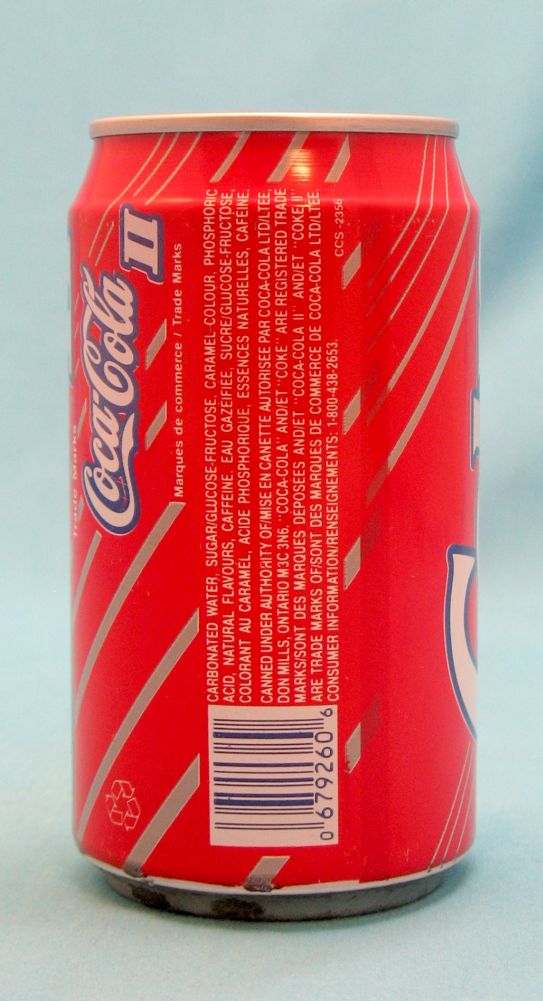 Coca-Cola II
Trade Marks
Marques de commerce / Trade Marks
CARBONATED WATER, SUGAR/GLUCOSE-FRUCTOSE, CARAMEL-COLOUR, PHOSPHORIC
ACID, NATURAL FLAVOURS, CAFFEINE. EAU GAZÉIFIÉE, SUCRE/GLUCOSE-FRUCTOSE,
COLORANT AU CARAMEL, ACIDE PHOSPHORIQUE, ESSENCES NATURELLES, CAFÉINE.
CANNED UNDER AUTHORITY OF/MISE EN CANETTE AUTORISÉE PAR COCA-COLA LTD/LTÉE,
DON MILLS, ONTARIO M3C 3N6. "COCA-COLA" AND/ET "COKE" ARE REGISTERED TRADE
MARKS/SONT DES MARQUES DÉPOSÉES AND/ET "COCA-COLA II" AND/ET "COKE II"
ARE TRADE MARKS OF/SONT DES MARQUES DE COMMERCE DE COCA-COLA LTD/LTÉE.
CONSUMER INFORMATION/RENSEIGNEMENTS: 1-800-438-2653.
CCS-2356
0 679260 6